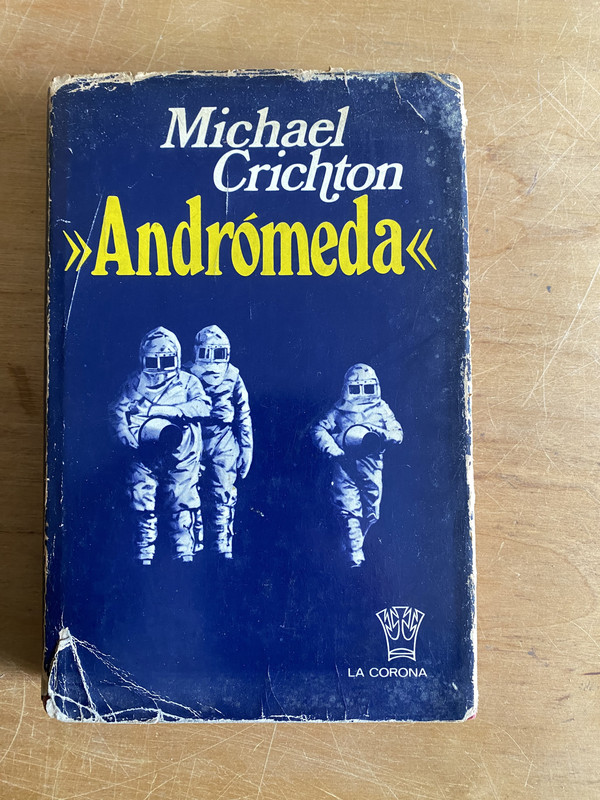 Michael
Crichton
»Andrómeda«
LA CORONA